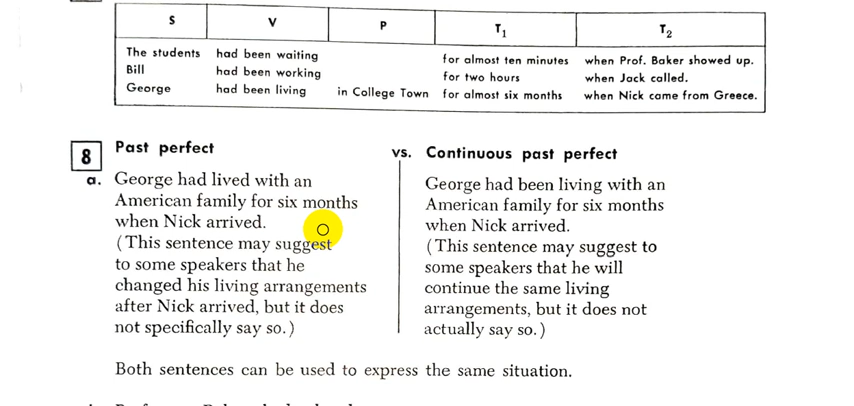 S V P T₁ T₂
The students had been waiting for almost ten minutes when Prof. Baker showed up.
Bill had been working for two hours when Jack called.
George had been living in College Town for almost six months when Nick came from Greece.
8 Past perfect vs. Continuous past perfect
a. George had lived with an
American family for six months
when Nick arrived.
(This sentence may suggest
to some speakers that he
changed his living arrangements
after Nick arrived, but it does
not specifically say so.)
George had been living with an
American family for six months
when Nick arrived.
(This sentence may suggest to
some speakers that he will
continue the same living
arrangements, but it does not
actually say so.)
Both sentences can be used to express the same situation.